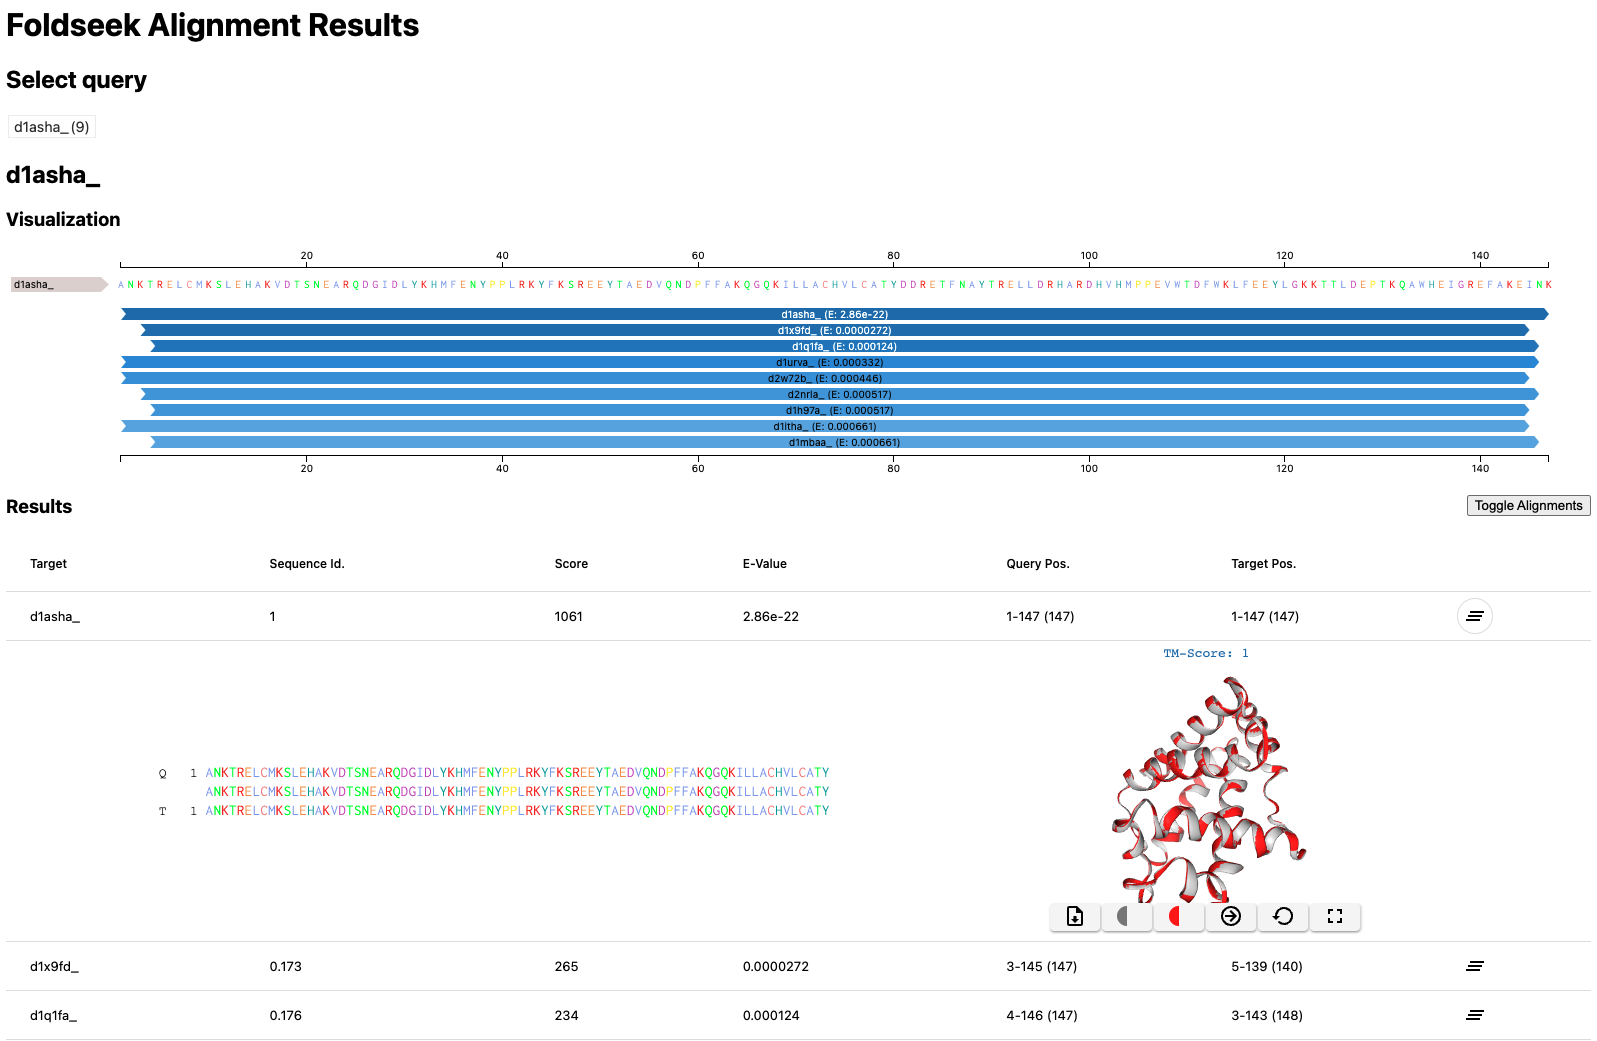 Foldseek Alignment Results
Select query
d1asha_ (9)
d1asha_
Visualization
20 40 60 80 100 120 140
d1asha_ ANKTRELCMKSLEHAKVDTSNEARQDGIDLYKHMFENYPPLRKYFKSREEYTAEDVQNDPFFAKQGQKILLACHVLCATYDDRETFNAYTRELLDRHARDHVHMPPEVWTDFWKLFEEYLGKKTTLDEPTKQAWHEIGREFAKEINK
d1asha_ (E: 2.86e-22)
d1x9fd_ (E: 0.0000272)
d1q1fa_ (E: 0.000124)
d1urva_ (E: 0.000332)
d2w72b_ (E: 0.000446)
d2nrla_ (E: 0.000517)
d1h97a_ (E: 0.000517)
d1itha_ (E: 0.000661)
d1mbaa_ (E: 0.000661)
20 40 60 80 100 120 140
Results Toggle Alignments
Target Sequence Id. Score E-Value Query Pos. Target Pos.
d1asha_ 1 1061 2.86e-22 1-147 (147) 1-147 (147)
TM-Score: 1
Q 1 ANKTRELCMKSLEHAKVDTSNEARQDGIDLYKHMFENYPPLRKYFKSREEYTAEDVQNDPFFAKQGQKILLACHVLCATY
ANKTRELCMKSLEHAKVDTSNEARQDGIDLYKHMFENYPPLRKYFKSREEYTAEDVQNDPFFAKQGQKILLACHVLCATY
T 1 ANKTRELCMKSLEHAKVDTSNEARQDGIDLYKHMFENYPPLRKYFKSREEYTAEDVQNDPFFAKQGQKILLACHVLCATY
d1x9fd_ 0.173 265 0.0000272 3-145 (147) 5-139 (140)
d1q1fa_ 0.176 234 0.000124 4-146 (147) 3-143 (148)